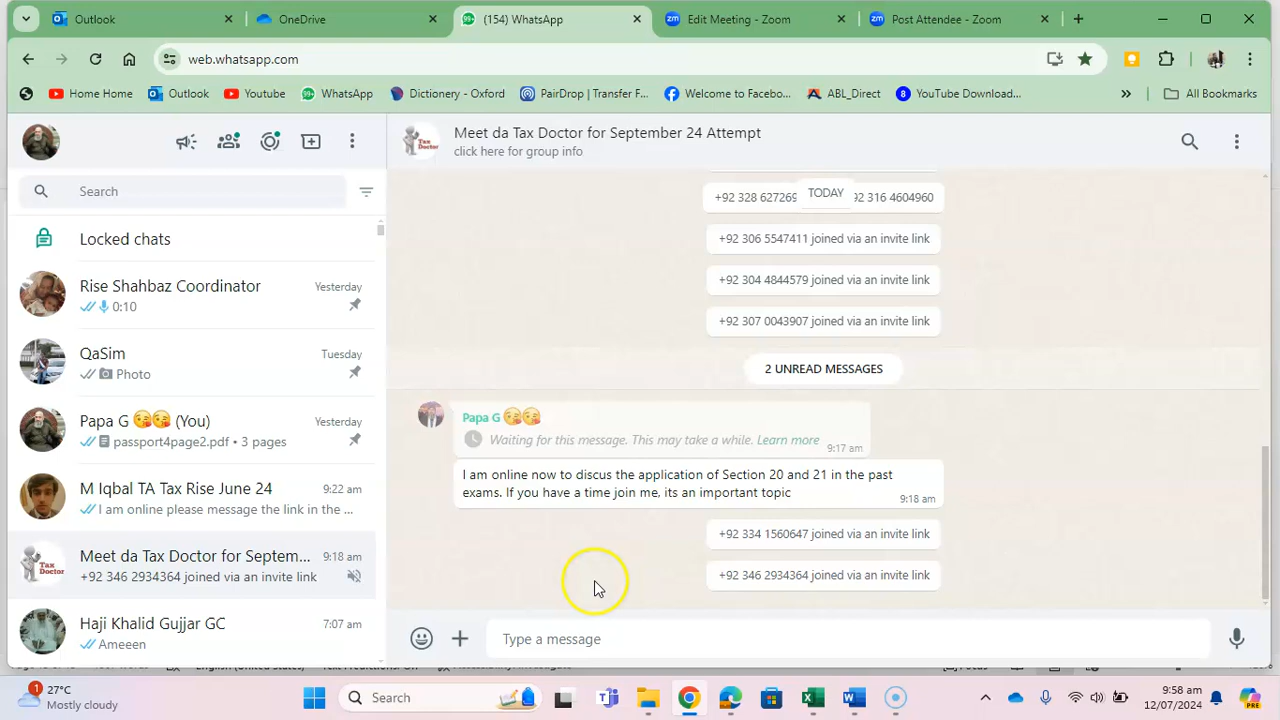 Outlook
OneDrive
(154) WhatsApp
Edit Meeting - Zoom
Post Attendee - Zoom
web.whatsapp.com
Home Home
Outlook
Youtube
WhatsApp
Dictionery - Oxford
PairDrop | Transfer F...
Welcome to Facebo...
ABL_Direct
YouTube Download...
All Bookmarks
Meet da Tax Doctor for September 24 Attempt
click here for group info
Search
Locked chats
Rise Shahbaz Coordinator
Yesterday
0:10
QaSim
Tuesday
Photo
Papa G 😘😘 (You)
Yesterday
passport4page2.pdf • 3 pages
M Iqbal TA Tax Rise June 24
9:22 am
I am online please message the link in the ...
Meet da Tax Doctor for Septem...
9:18 am
+92 346 2934364 joined via an invite link
Haji Khalid Gujjar GC
7:07 am
Ameeen
TODAY
+92 328 627269
92 316 4604960
+92 306 5547411 joined via an invite link
+92 304 4844579 joined via an invite link
+92 307 0043907 joined via an invite link
2 UNREAD MESSAGES
Papa G 😘😘
Waiting for this message. This may take a while. Learn more
9:17 am
I am online now to discus the application of Section 20 and 21 in the past
exams. If you have a time join me, its an important topic
9:18 am
+92 334 1560647 joined via an invite link
+92 346 2934364 joined via an invite link
Type a message
1
27°C
Mostly cloudy
Search
9:58 am
12/07/2024
PRE